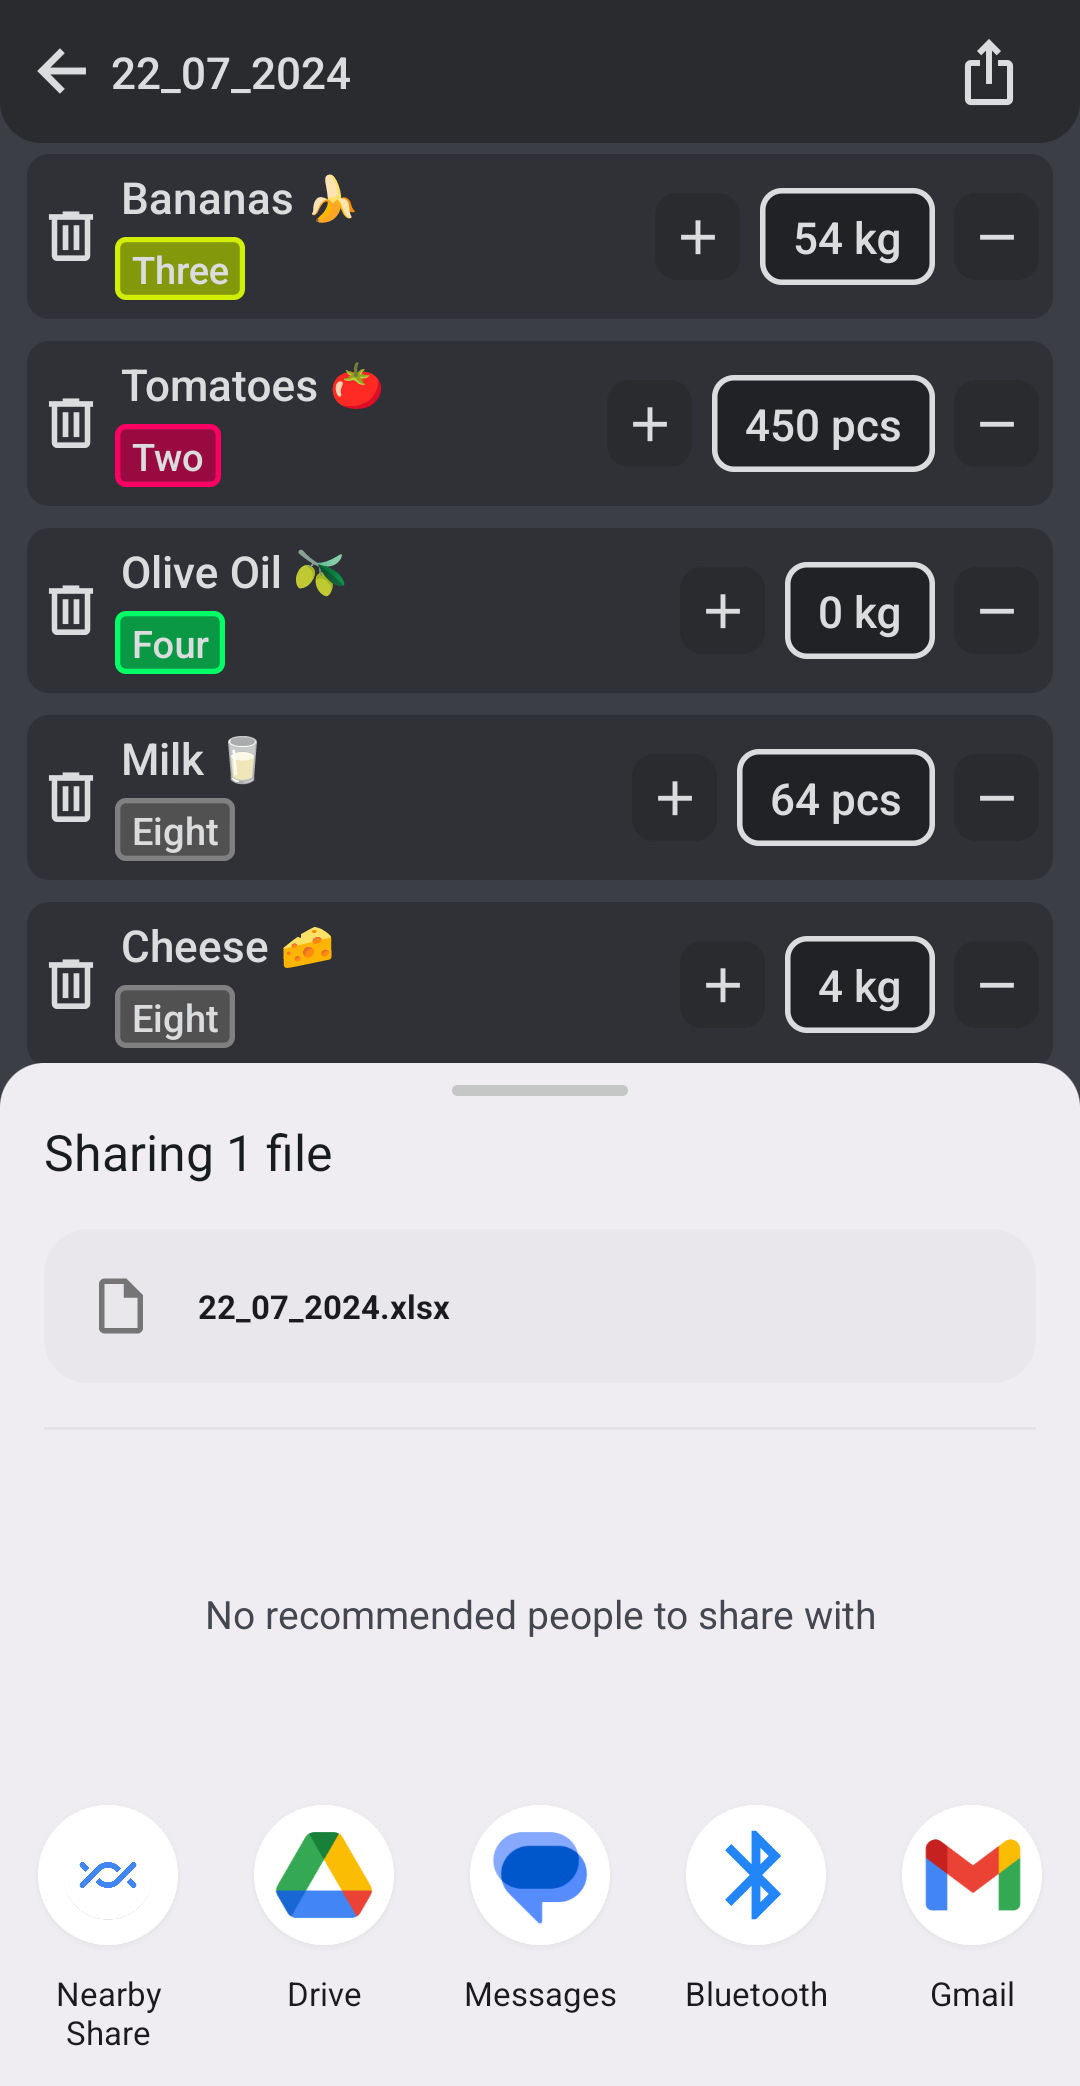 22_07_2024
Bananas 🍌
Three
+ 54 kg −
Tomatoes 🍅
Two
+ 450 pcs −
Olive Oil 🫒
Four
+ 0 kg −
Milk 🥛
Eight
+ 64 pcs −
Cheese 🧀
Eight
+ 4 kg −
Sharing 1 file
22_07_2024.xlsx
No recommended people to share with
Nearby
Share
Drive
Messages
Bluetooth
Gmail